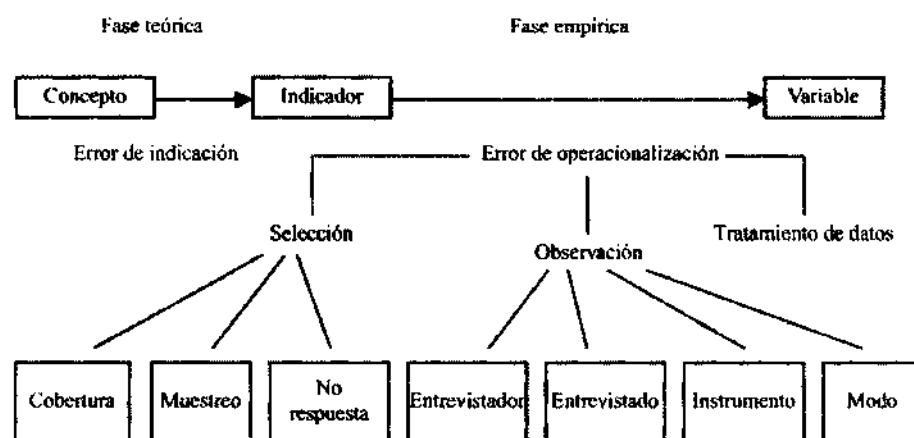 Fase teórica
Fase empírica
Concepto
Indicador
Variable
Error de indicación
Error de operacionalización
Selección
Observación
Tratamiento de datos
Cobertura
Muestreo
No
respuesta
Entrevistador
Entrevistado
Instrumento
Modo